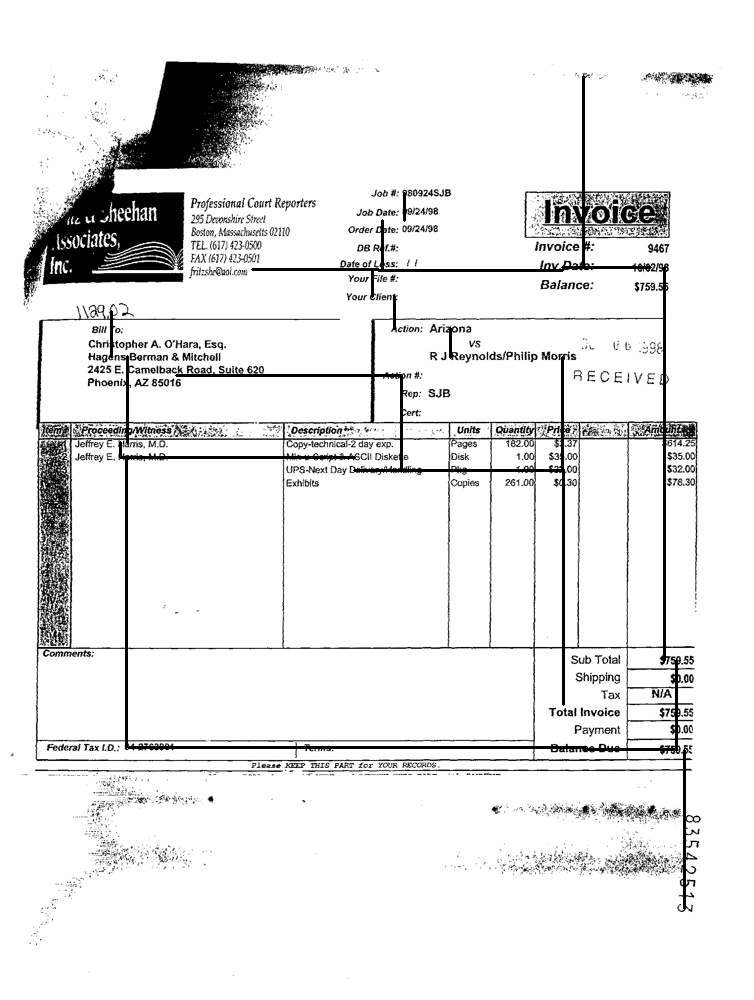 Sheehan
Associates,
Inc.
Professional Court Reporters
295 Devonshire Street
Boston, Massachusetts 02110
TEL. (617) 423-0500
FAX (617) 423-0501
fritzshe@aol.com
Job #: 980924SJB
Job Date: 09/24/98
Order Date: 09/24/98
DB Ref.#:
Date of Loss: / /
Your File #:
Your Client:
Invoice
Invoice #: 9467
Inv Date: 10/02/98
Balance: $759.55
1129.02
Bill To:
Christopher A. O'Hara, Esq.
Hagens Berman & Mitchell
2425 E. Camelback Road, Suite 620
Phoenix, AZ 85016
Action: Arizona
vs
R J Reynolds/Philip Morris
Action #:
Rep: SJB
Cert:
06 1998
RECEIVED
Items Proceeding/Witness Description Units Quantity Price Amount
Jeffrey E. Harris, M.D. Copy-technical-2 day exp. Pages 182.00 $3.37 $614.25
Jeffrey E. Harris, M.D. Min-u-Script & ASCII Diskette Disk 1.00 $35.00 $35.00
UPS-Next Day Delivery/Handling Pkg 1.00 $32.00 $32.00
Exhibits Copies 261.00 $0.30 $78.30
Comments:
Sub Total $759.55
Shipping $0.00
Tax N/A
Total Invoice $759.55
Payment $0.00
Federal Tax I.D.: Terms: Balance Due $759.55
Please KEEP THIS PART for YOUR RECORDS.
83542513